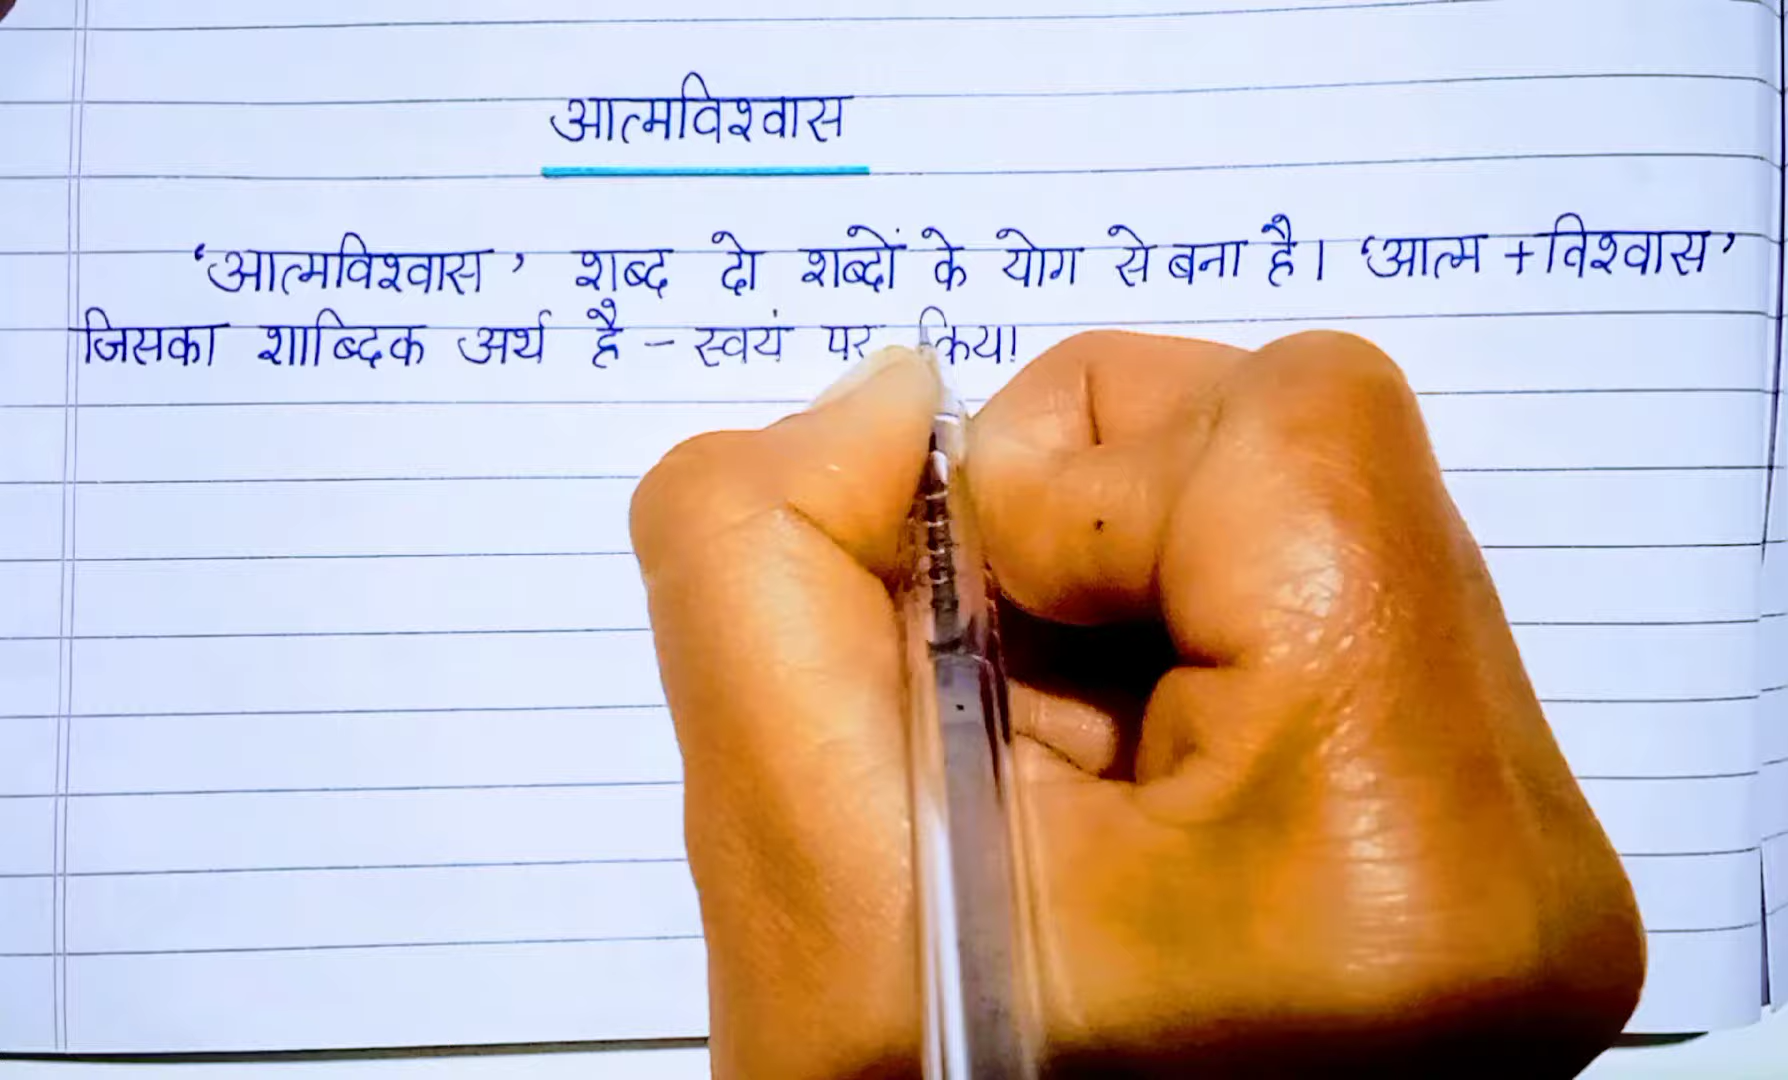 आत्मविश्वास
‘आत्मविश्वास’ शब्द दो शब्दों के योग से बना है। ‘आत्म + विश्वास’
जिसका शाब्दिक अर्थ है – स्वयं पर किया